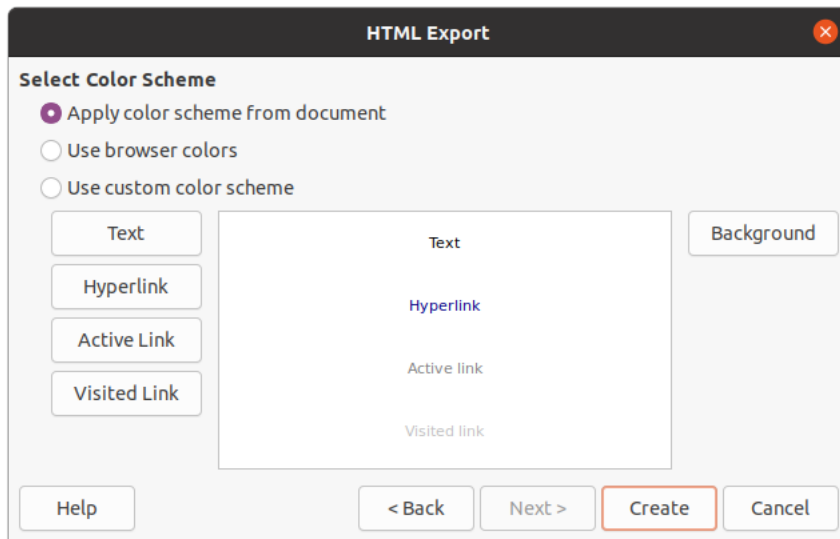 HTML Export
Select Color Scheme
Apply color scheme from document
Use browser colors
Use custom color scheme
Text
Hyperlink
Active Link
Visited Link
Text
Hyperlink
Active link
Visited link
Background
Help
< Back
Next >
Create
Cancel